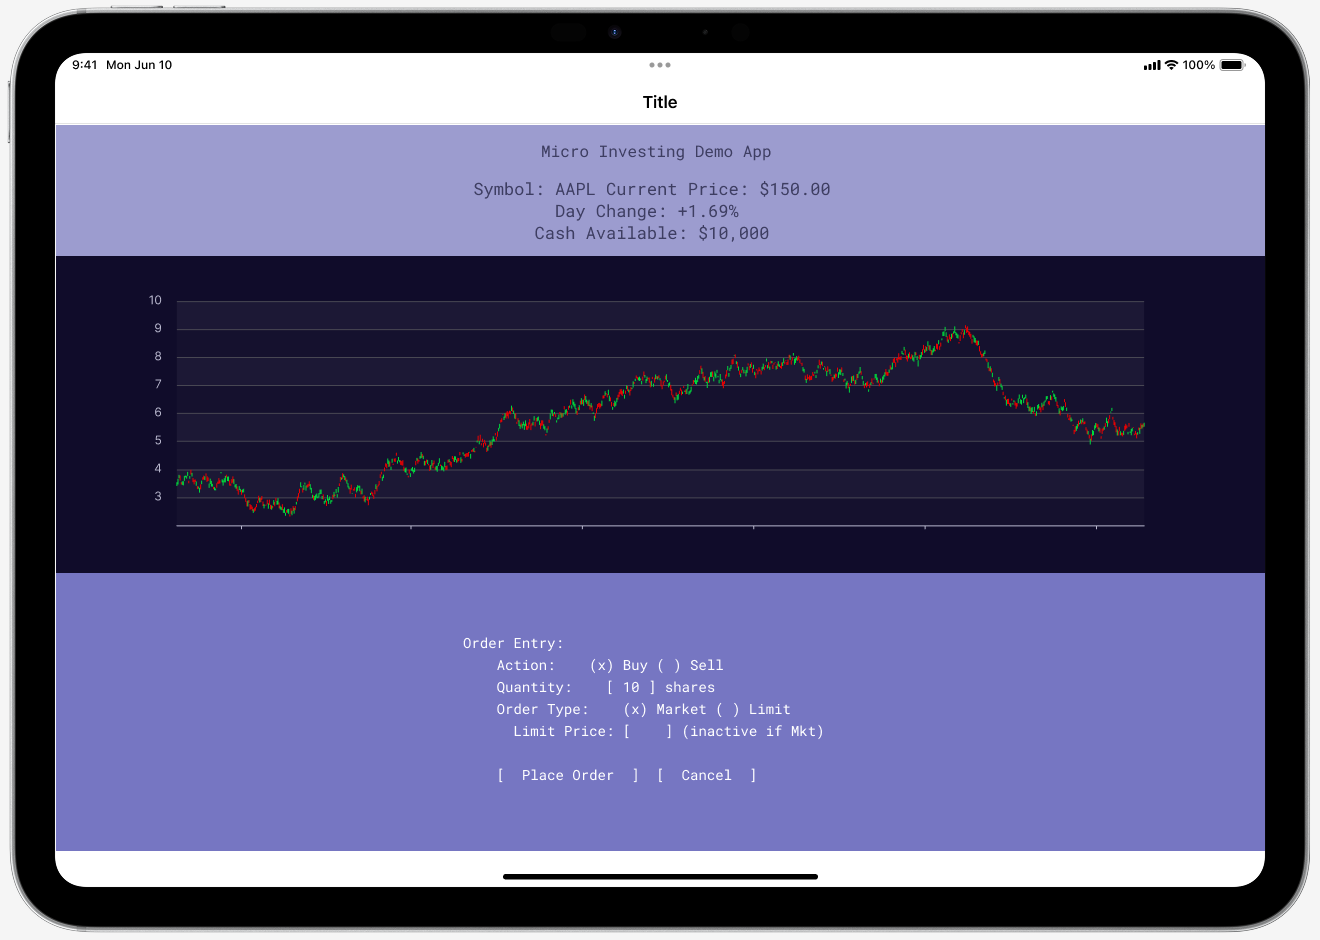 9:41 Mon Jun 10
100%
Title
Micro Investing Demo App
Symbol: AAPL Current Price: $150.00
Day Change: +1.69%
Cash Available: $10,000
10
9
8
7
6
5
4
3
Order Entry:
Action: (x) Buy ( ) Sell
Quantity: [ 10 ] shares
Order Type: (x) Market ( ) Limit
Limit Price: [ ] (inactive if Mkt)
[ Place Order ] [ Cancel ]